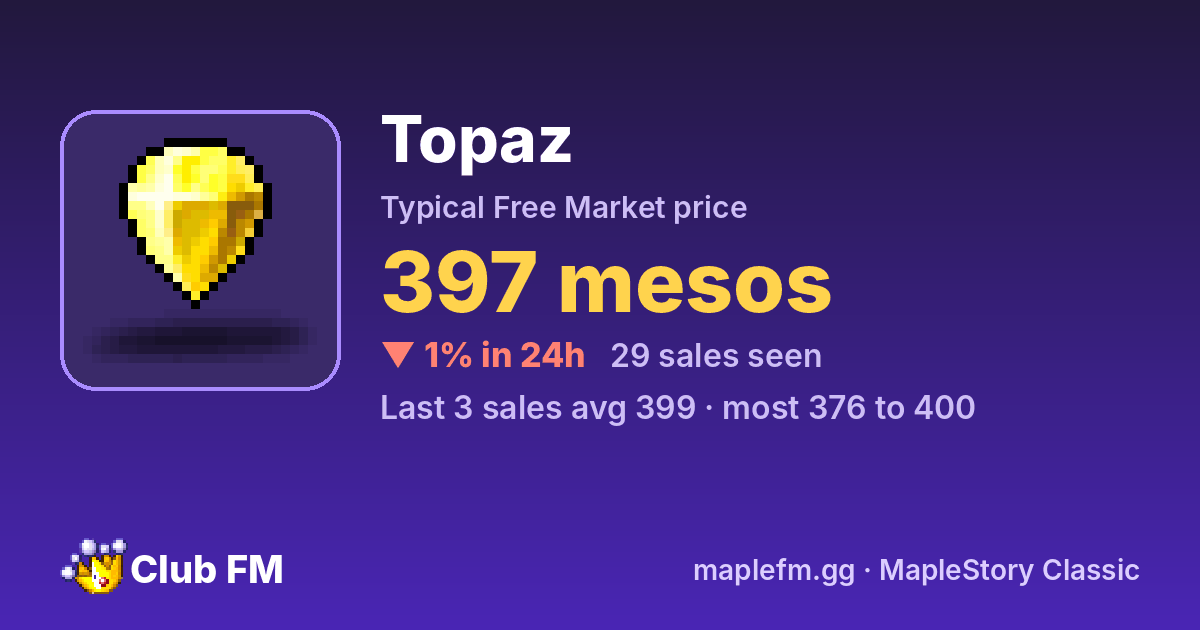 Topaz
Typical Free Market price
397 mesos
▼ 1% in 24h 29 sales seen
Last 3 sales avg 399 · most 376 to 400
Club FM
maplefm.gg · MapleStory Classic